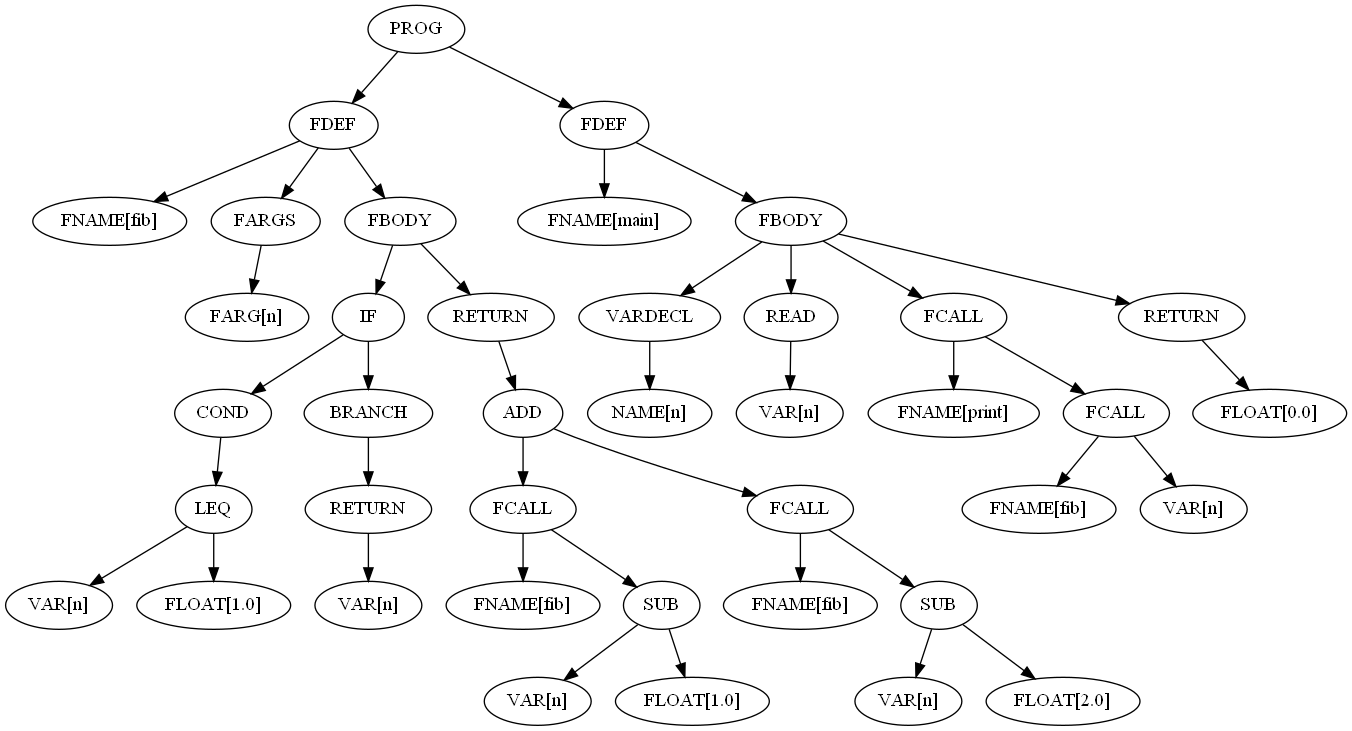 PROG
FDEF
FDEF
FNAME[fib]
FARGS
FBODY
FNAME[main]
FBODY
FARG[n]
IF
RETURN
VARDECL
READ
FCALL
RETURN
COND
BRANCH
ADD
NAME[n]
VAR[n]
FNAME[print]
FCALL
FLOAT[0.0]
LEQ
RETURN
FCALL
FCALL
FNAME[fib]
VAR[n]
VAR[n]
FLOAT[1.0]
VAR[n]
FNAME[fib]
SUB
FNAME[fib]
SUB
VAR[n]
FLOAT[1.0]
VAR[n]
FLOAT[2.0]